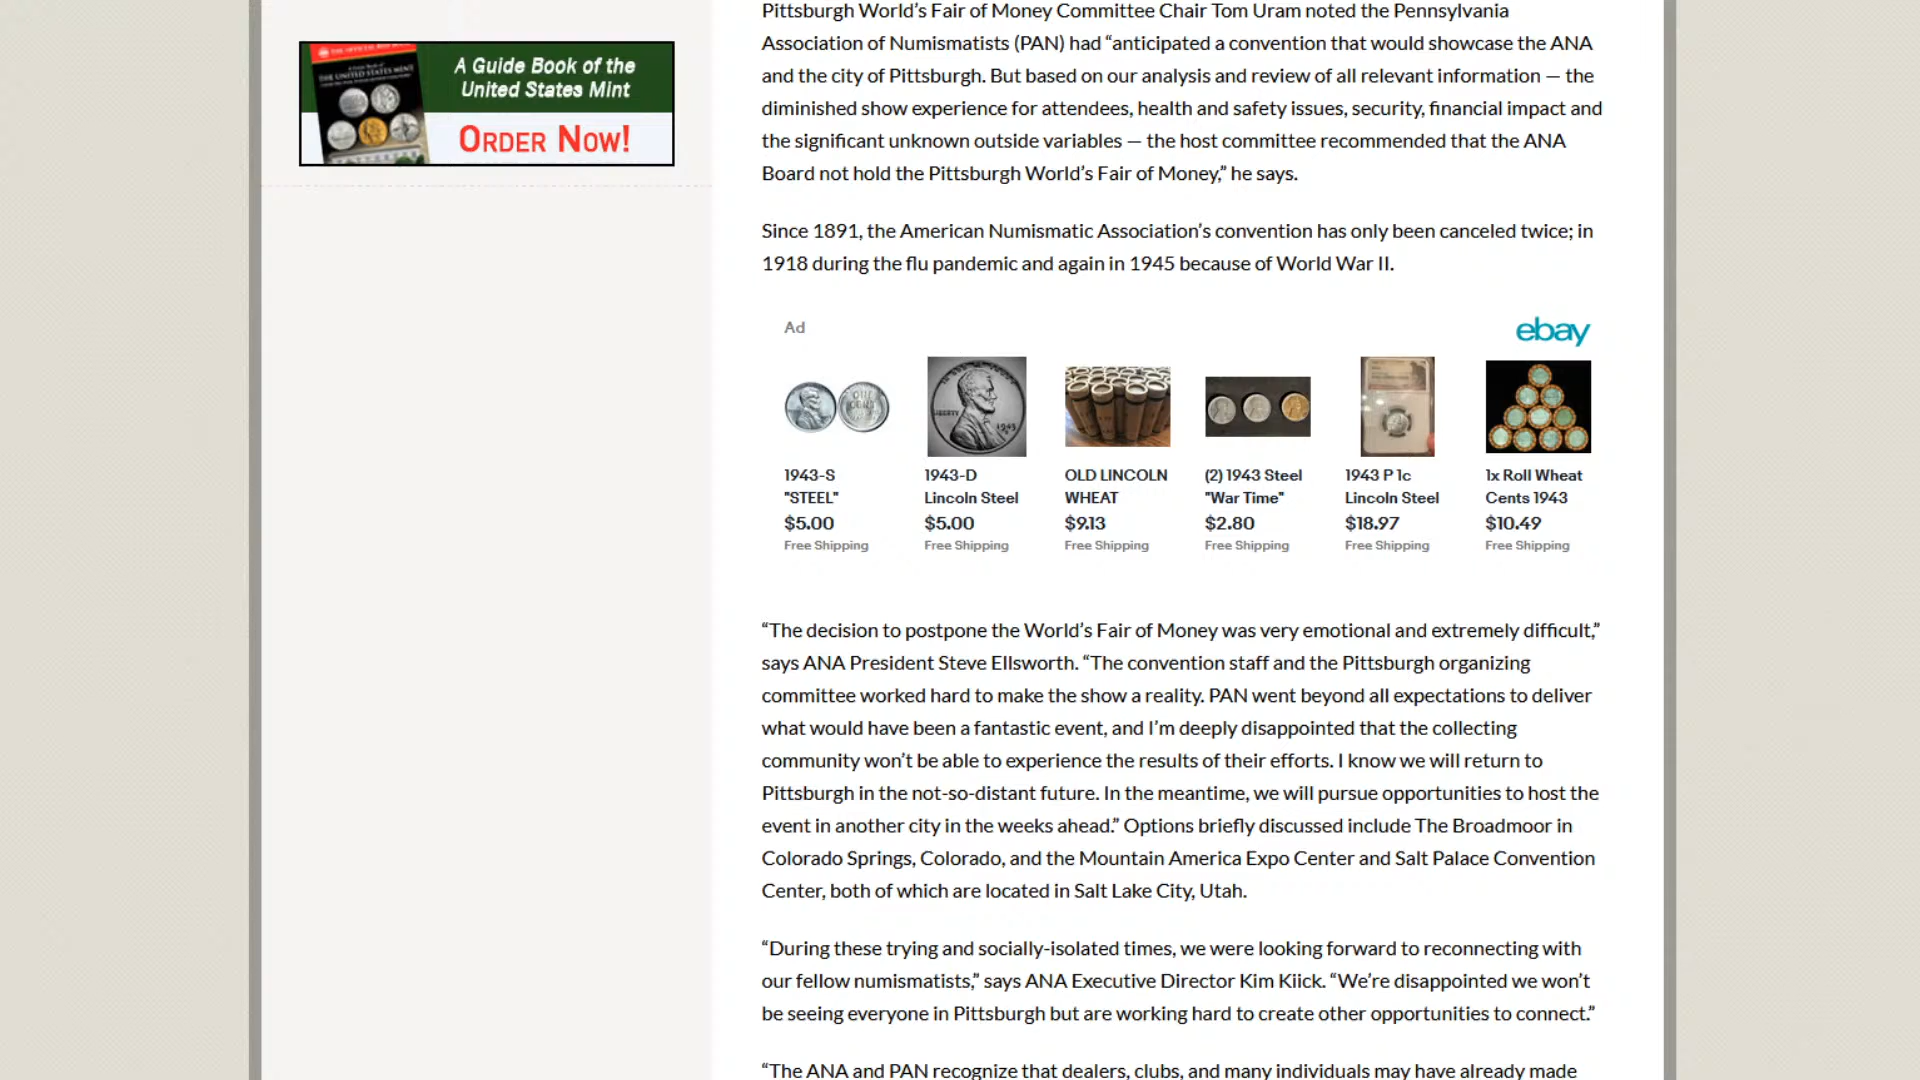 A Guide Book of the
United States Mint
ORDER NOW!
Pittsburgh World’s Fair of Money Committee Chair Tom Uram noted the Pennsylvania
Association of Numismatists (PAN) had “anticipated a convention that would showcase the ANA
and the city of Pittsburgh. But based on our analysis and review of all relevant information — the
diminished show experience for attendees, health and safety issues, security, financial impact and
the significant unknown outside variables — the host committee recommended that the ANA
Board not hold the Pittsburgh World’s Fair of Money,” he says.
Since 1891, the American Numismatic Association’s convention has only been canceled twice; in
1918 during the flu pandemic and again in 1945 because of World War II.
Ad
ebay
1943-S
"STEEL"
$5.00
Free Shipping
1943-D
Lincoln Steel
$5.00
Free Shipping
OLD LINCOLN
WHEAT
$9.13
Free Shipping
(2) 1943 Steel
"War Time"
$2.80
Free Shipping
1943 P 1c
Lincoln Steel
$18.97
Free Shipping
1x Roll Wheat
Cents 1943
$10.49
Free Shipping
“The decision to postpone the World’s Fair of Money was very emotional and extremely difficult,”
says ANA President Steve Ellsworth. “The convention staff and the Pittsburgh organizing
committee worked hard to make the show a reality. PAN went beyond all expectations to deliver
what would have been a fantastic event, and I’m deeply disappointed that the collecting
community won’t be able to experience the results of their efforts. I know we will return to
Pittsburgh in the not-so-distant future. In the meantime, we will pursue opportunities to host the
event in another city in the weeks ahead.” Options briefly discussed include The Broadmoor in
Colorado Springs, Colorado, and the Mountain America Expo Center and Salt Palace Convention
Center, both of which are located in Salt Lake City, Utah.
“During these trying and socially-isolated times, we were looking forward to reconnecting with
our fellow numismatists,” says ANA Executive Director Kim Kiick. “We’re disappointed we won’t
be seeing everyone in Pittsburgh but are working hard to create other opportunities to connect.”
“The ANA and PAN recognize that dealers, clubs, and many individuals may have already made